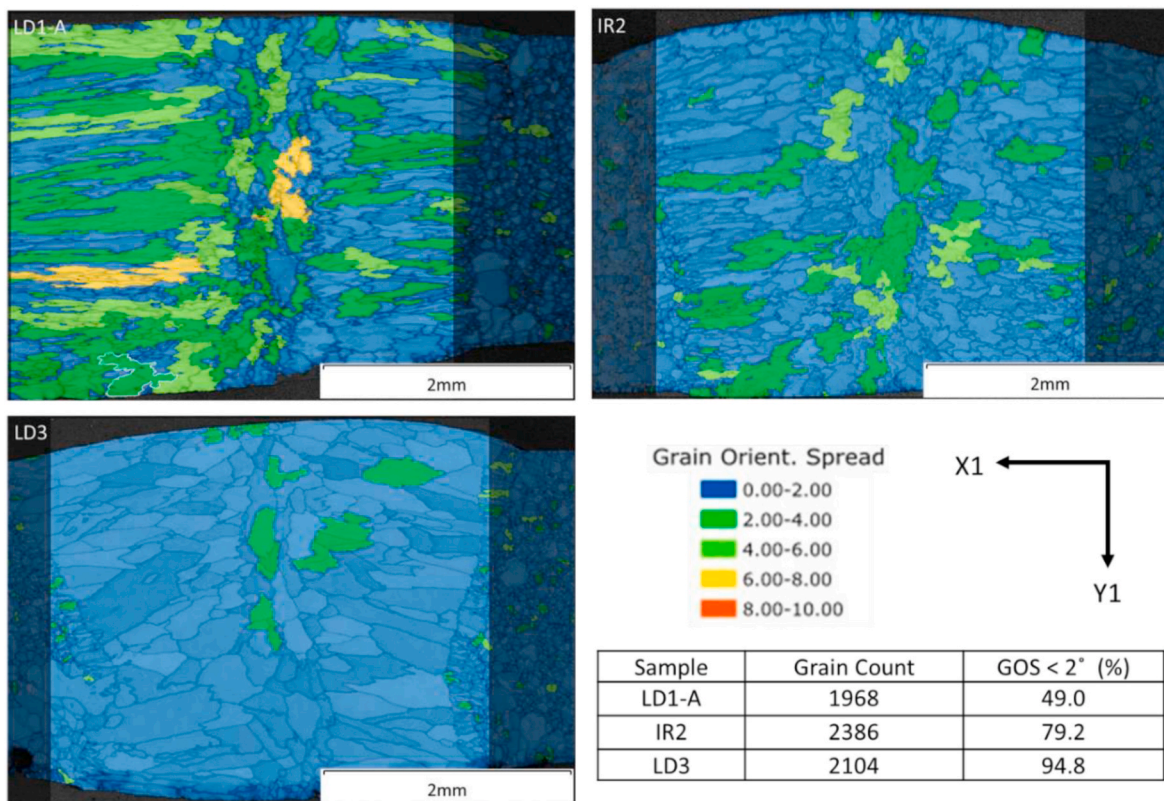 LD1-A
2mm
IR2
2mm
LD3
2mm
Grain Orient. Spread
0.00-2.00
2.00-4.00
4.00-6.00
6.00-8.00
8.00-10.00
X1
Y1
Sample Grain Count GOS < 2° (%)
LD1-A 1968 49.0
IR2 2386 79.2
LD3 2104 94.8